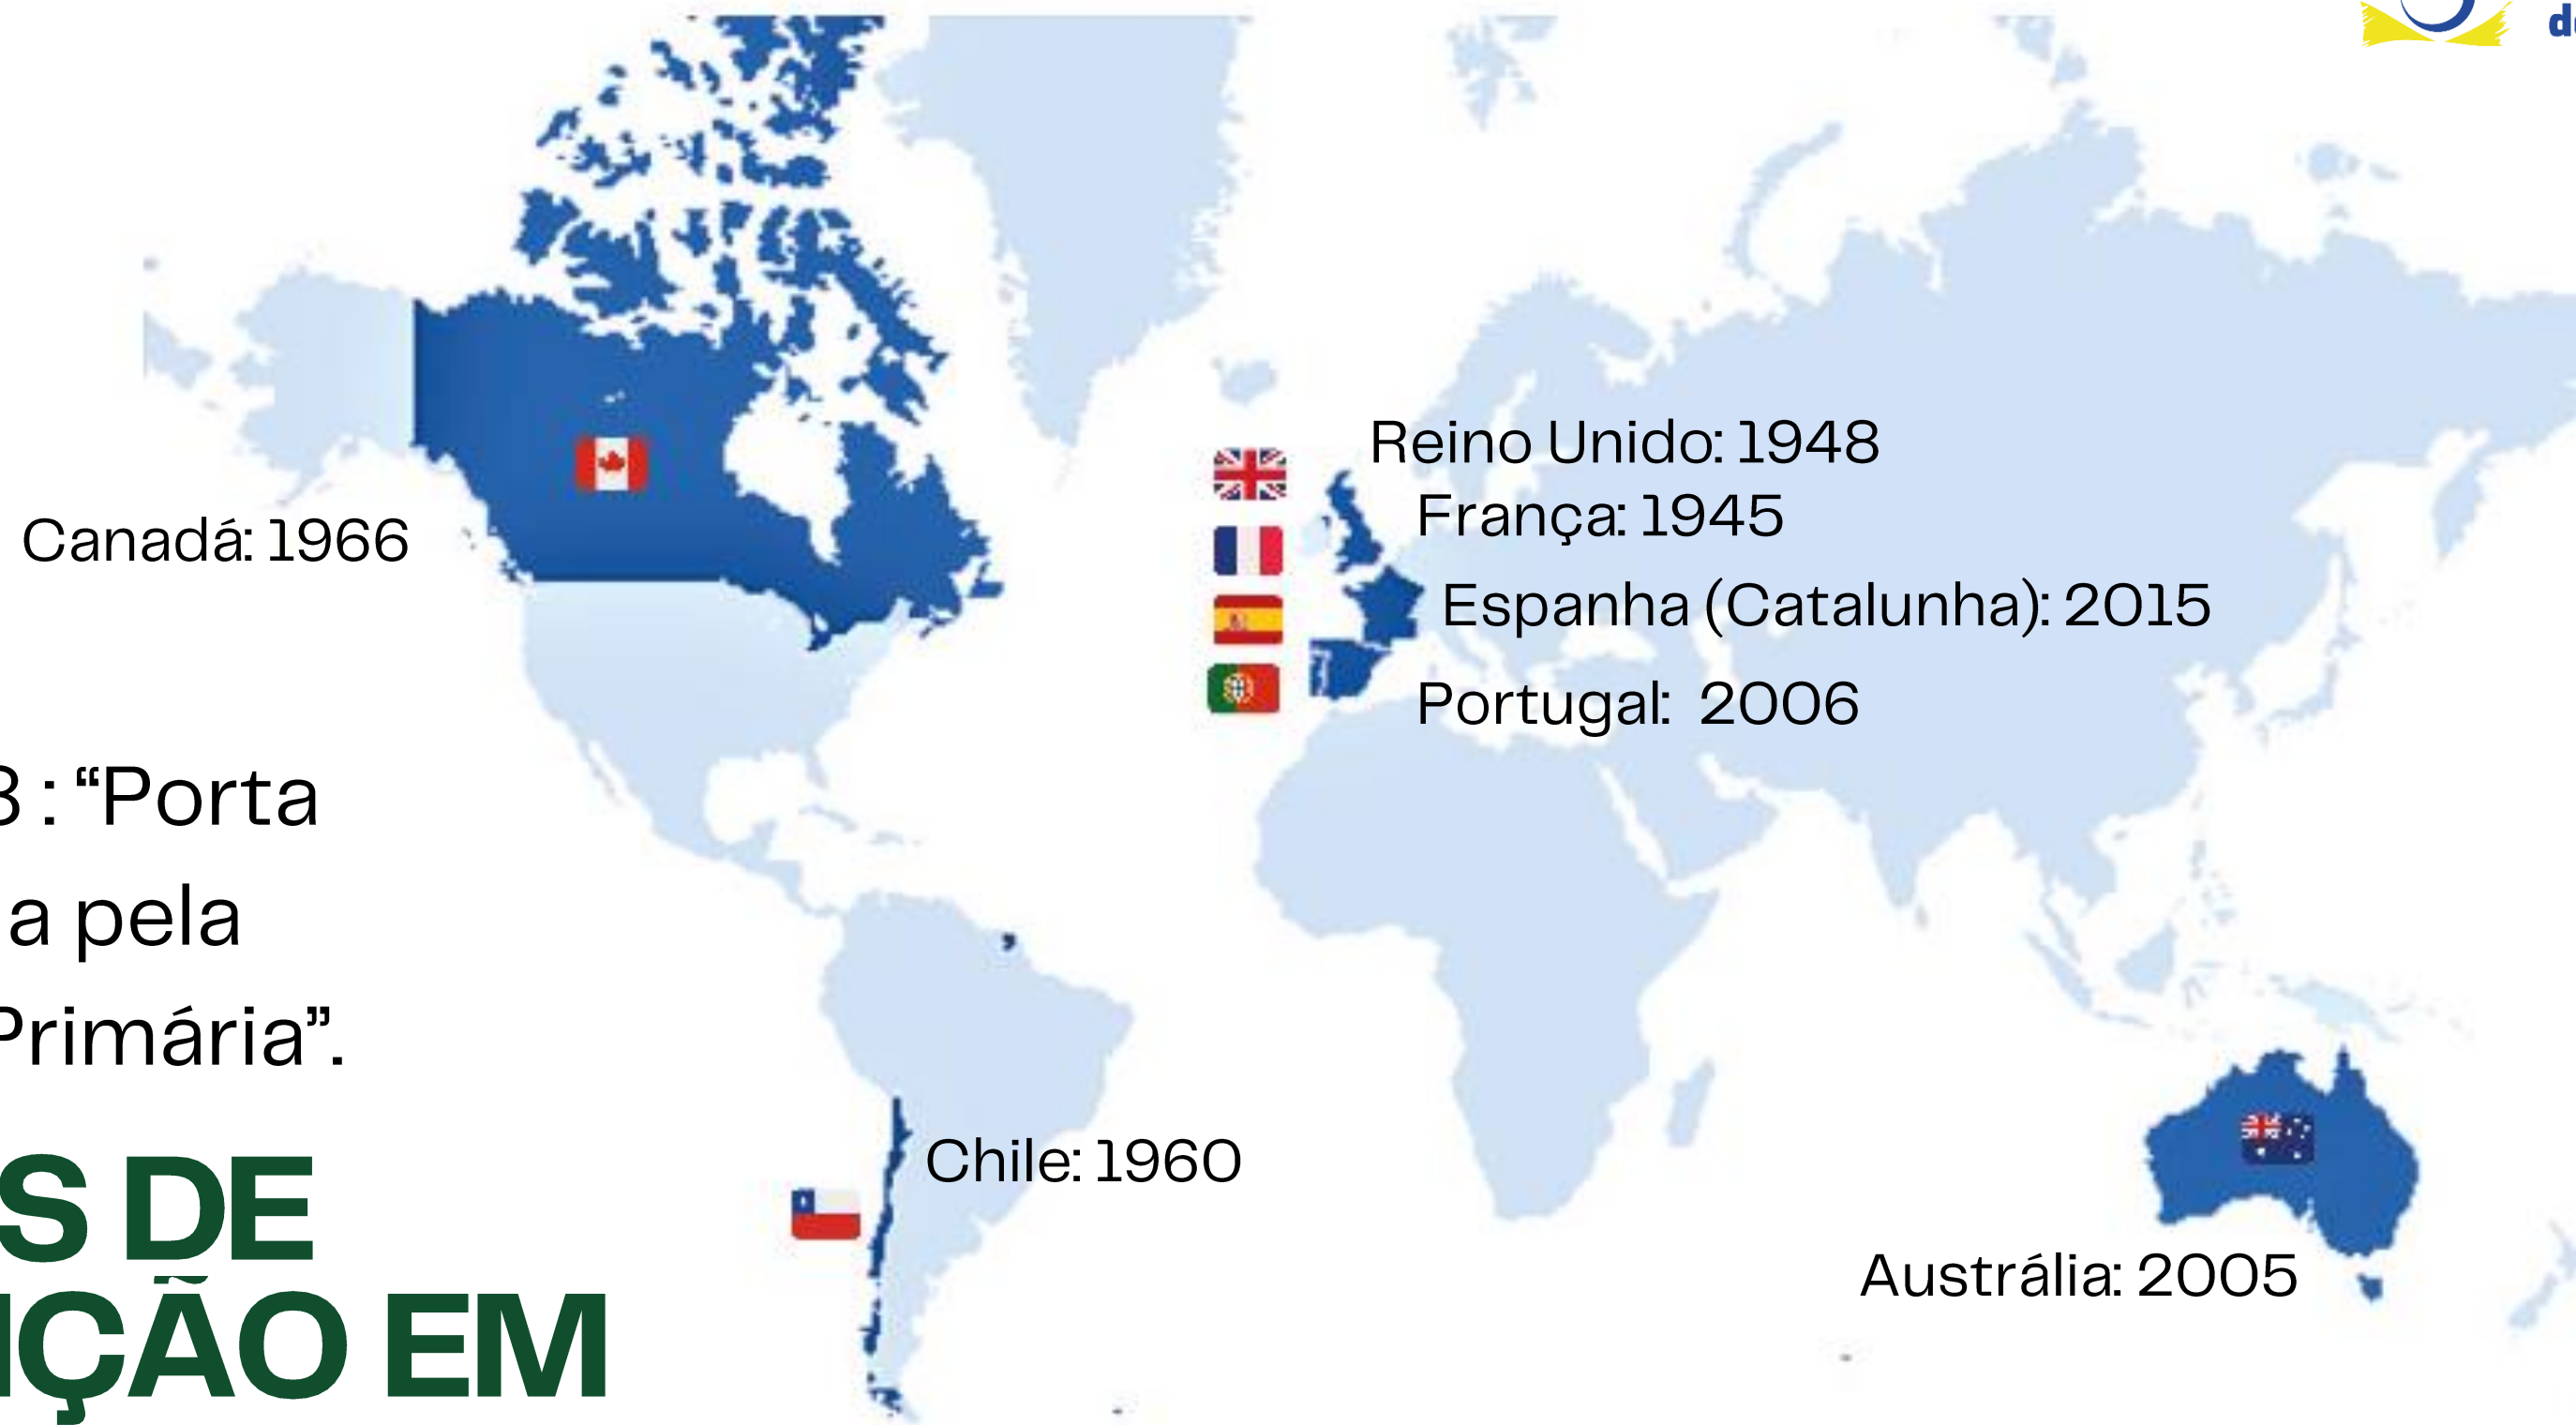 Reino Unido: 1948
França: 1945
Canadá: 1966
Espanha (Catalunha): 2015
Portugal: 2006
: “Porta
a pela
Primária”.
Chile: 1960
S DE
ÇÃO EM
Austrália: 2005